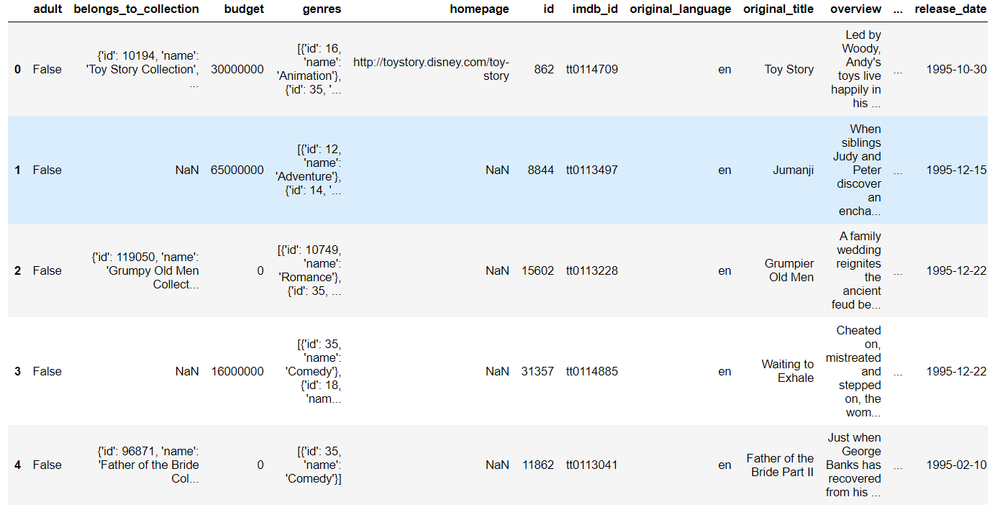 adult belongs_to_collection budget genres homepage id imdb_id original_language original_title overview ... release_date
0 False {'id': 10194, 'name': 'Toy Story Collection', ... 30000000 [{'id': 16, 'name': 'Animation'}, {'id': 35, '... http://toystory.disney.com/toy-story 862 tt0114709 en Toy Story Led by Woody, Andy's toys live happily in his ... ... 1995-10-30
1 False NaN 65000000 [{'id': 12, 'name': 'Adventure'}, {'id': 14, '... NaN 8844 tt0113497 en Jumanji When siblings Judy and Peter discover an encha... ... 1995-12-15
2 False {'id': 119050, 'name': 'Grumpy Old Men Collect... 0 [{'id': 10749, 'name': 'Romance'}, {'id': 35, ... NaN 15602 tt0113228 en Grumpier Old Men A family wedding reignites the ancient feud be... ... 1995-12-22
3 False NaN 16000000 [{'id': 35, 'name': 'Comedy'}, {'id': 18, 'nam... NaN 31357 tt0114885 en Waiting to Exhale Cheated on, mistreated and stepped on, the wom... ... 1995-12-22
4 False {'id': 96871, 'name': 'Father of the Bride Col... 0 [{'id': 35, 'name': 'Comedy'}] NaN 11862 tt0113041 en Father of the Bride Part II Just when George Banks has recovered from his ... ... 1995-02-10